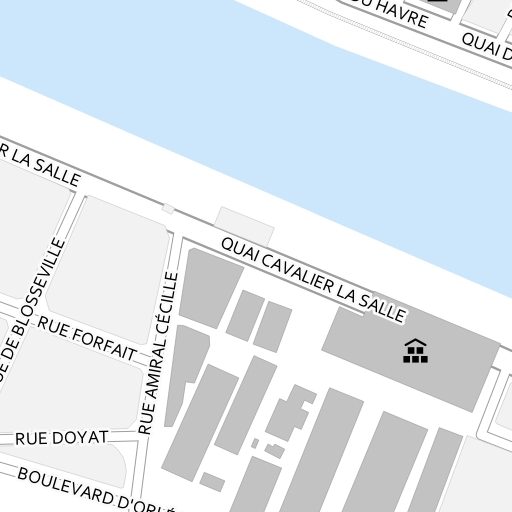 DU HAVRE
QUAI D
R LA SALLE
QUAI CAVALIER LA SALLE
RUE DE BLOSSEVILLE
RUE FORFAIT
RUE AMIRAL CÉCILLE
RUE DOYAT
BOULEVARD D'ORLÉ